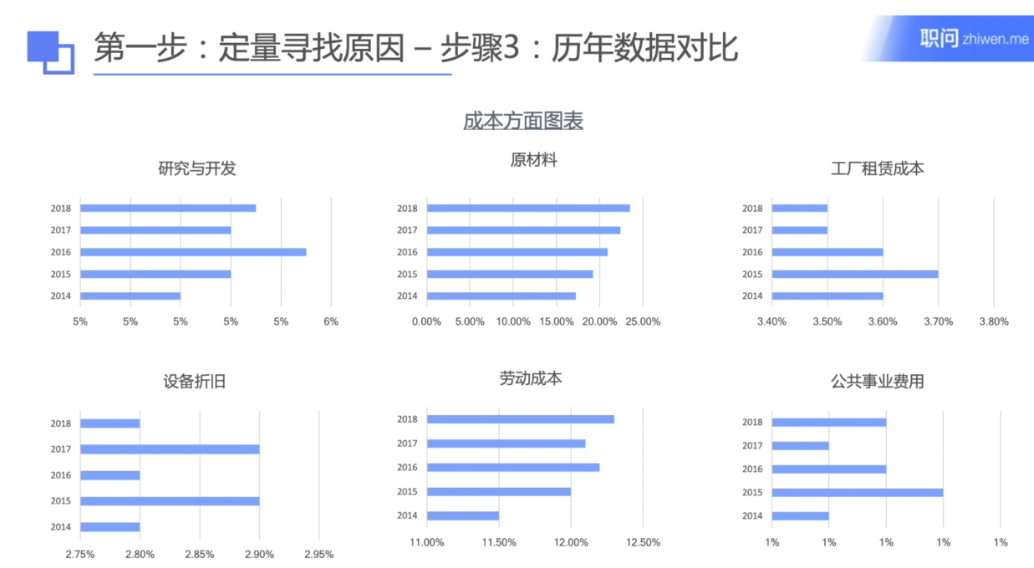 第一步：定量寻找原因 – 步骤3：历年数据对比
职问 zhiwen.me
成本方面图表
研究与开发
2018
2017
2016
2015
2014
5% 5% 5% 5% 5% 6%
原材料
2018
2017
2016
2015
2014
0.00% 5.00% 10.00% 15.00% 20.00% 25.00%
工厂租赁成本
2018
2017
2016
2015
2014
3.40% 3.50% 3.60% 3.70% 3.80%
设备折旧
2018
2017
2016
2015
2014
2.75% 2.80% 2.85% 2.90% 2.95%
劳动成本
2018
2017
2016
2015
2014
11.00% 11.50% 12.00% 12.50%
公共事业费用
2018
2017
2016
2015
2014
1% 1% 1% 1% 1%